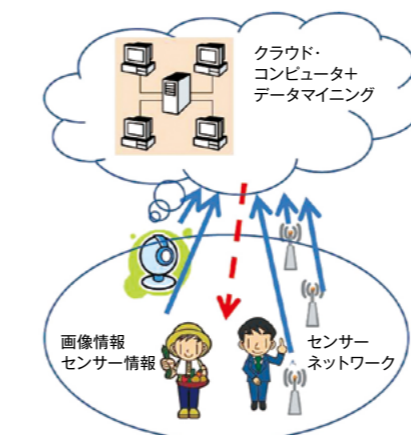 クラウド・
コンピュータ+
データマイニング
画像情報
センサー情報
センサー
ネットワーク